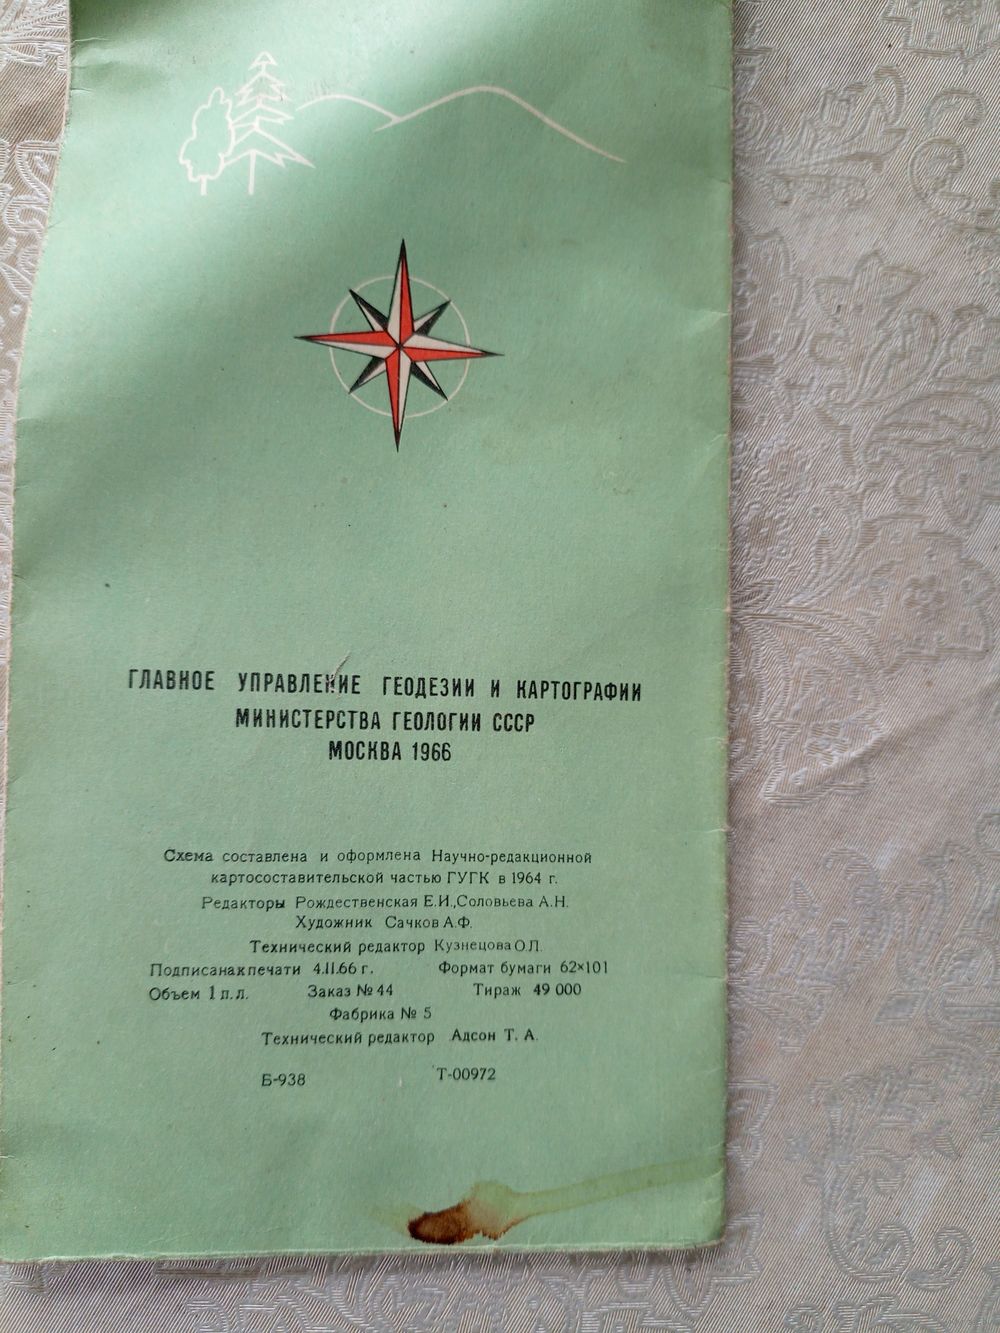 ГЛАВНОЕ УПРАВЛЕНИЕ ГЕОДЕЗИИ И КАРТОГРАФИИ
МИНИСТЕРСТВА ГЕОЛОГИИ СССР
МОСКВА 1966
Схема составлена и оформлена Научно-редакционной
картосоставительской частью ГУГК в 1964 г.
Редакторы Рождественская Е.И., Соловьева А.Н.
Художник Сачков А.Ф.
Технический редактор Кузнецова О.Л.
Подписана к печати 4.II.66 г. Формат бумаги 62×101
Объем 1 п.л. Заказ № 44 Тираж 49 000
Фабрика № 5
Технический редактор Адсон Т. А.
Б-938 Т-00972